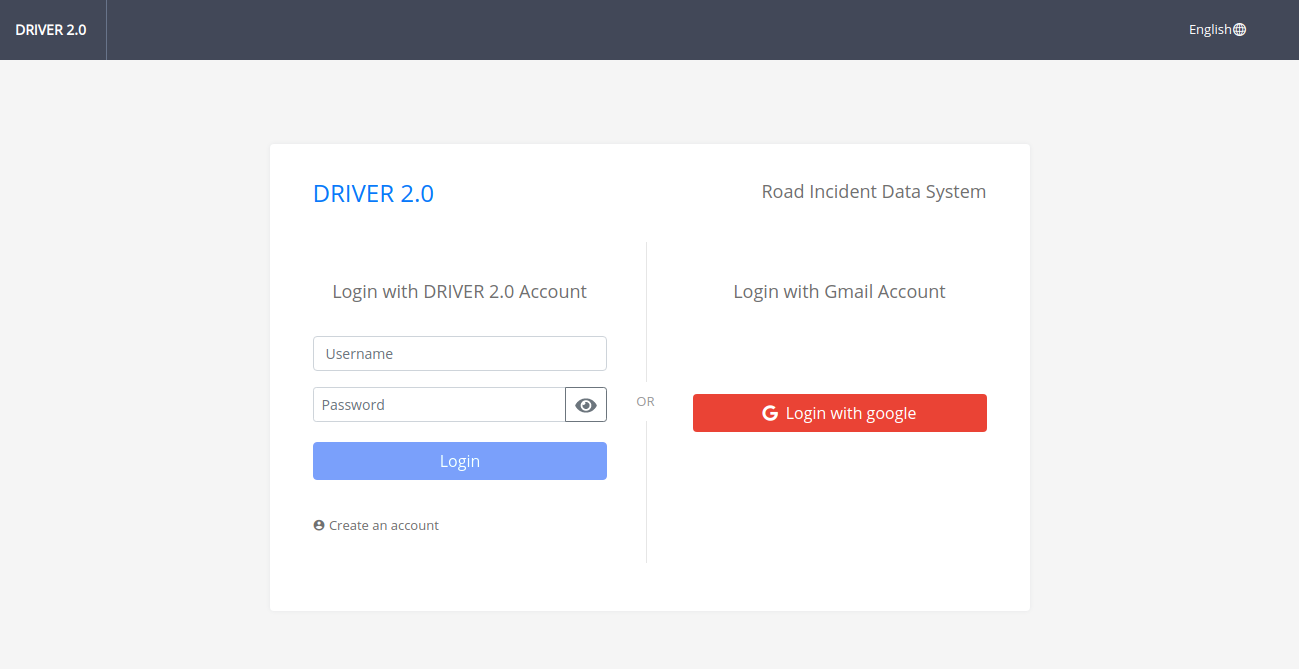 DRIVER 2.0
English
DRIVER 2.0
Road Incident Data System
Login with DRIVER 2.0 Account
Username
Password
Login
Create an account
OR
Login with Gmail Account
Login with google